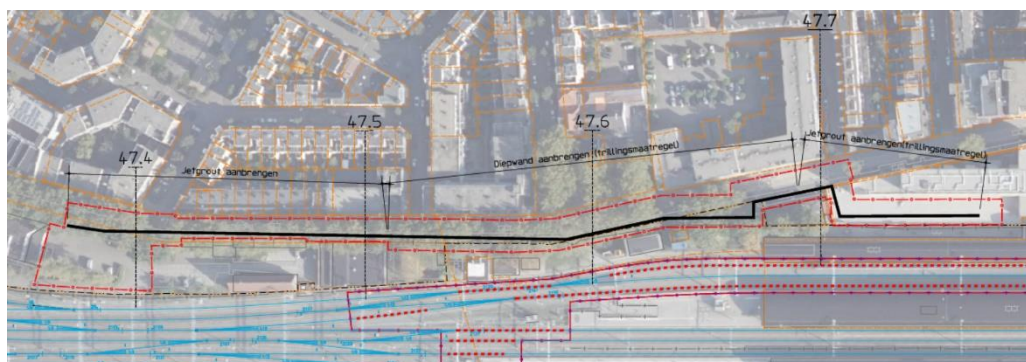 47.7
47.5
47.6
47.4
Diepwand aanbrengen (trillingsmaatregel)
Jetgrout aanbrengen(trillingsmaatregel)
Jetgrout aanbrengen